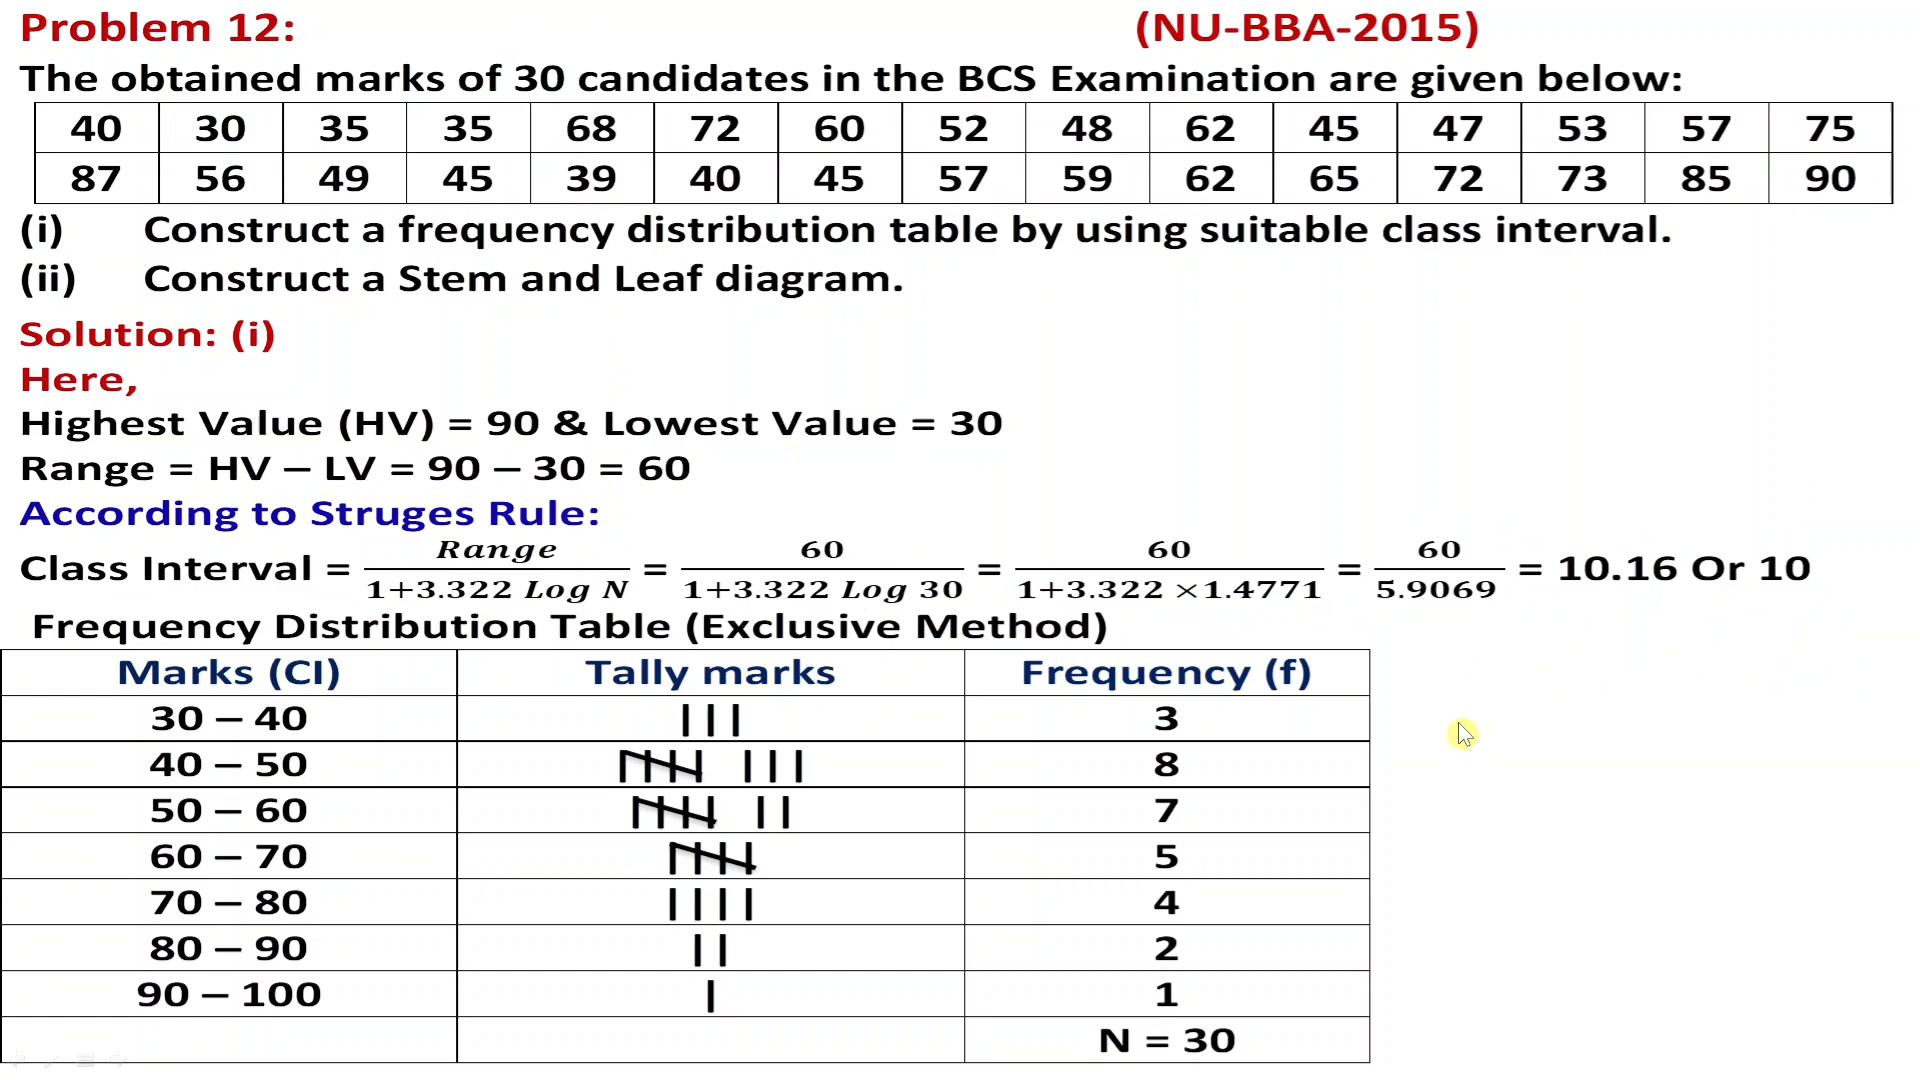 Problem 12: (NU-BBA-2015)
The obtained marks of 30 candidates in the BCS Examination are given below:
40 30 35 35 68 72 60 52 48 62 45 47 53 57 75
87 56 49 45 39 40 45 57 59 62 65 72 73 85 90
(i) Construct a frequency distribution table by using suitable class interval.
(ii) Construct a Stem and Leaf diagram.
Solution: (i)
Here,
Highest Value (HV) = 90 & Lowest Value = 30
Range = HV – LV = 90 – 30 = 60
According to Struges Rule:
Class Interval = Range / 1+3.322 Log N = 60 / 1+3.322 Log 30 = 60 / 1+3.322 ×1.4771 = 60 / 5.9069 = 10.16 Or 10
Frequency Distribution Table (Exclusive Method)
Marks (CI) Tally marks Frequency (f)
30 – 40 ||| 3
40 – 50 |||| ||| 8
50 – 60 |||| || 7
60 – 70 |||| 5
70 – 80 |||| 4
80 – 90 || 2
90 – 100 | 1
N = 30